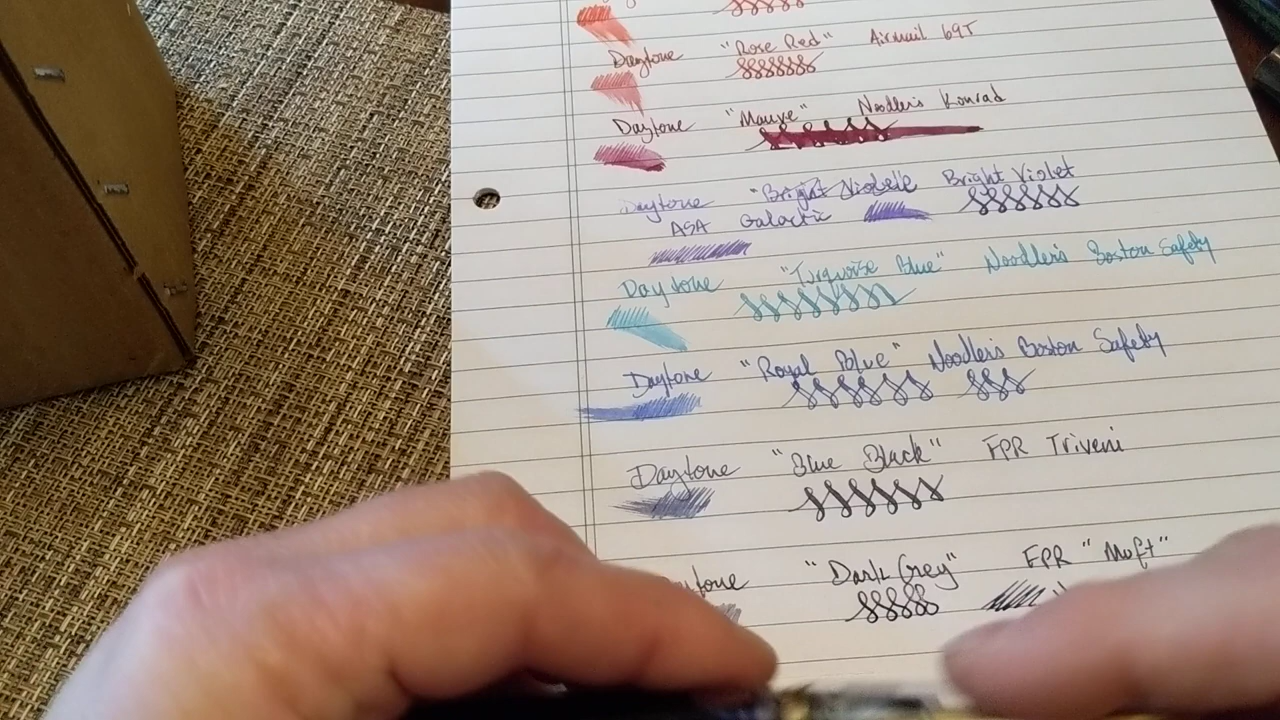 Daytone "Rose Red" Airmail 69T
Daytone "Mauve" Noodler's Konrad
Daytone "Bright Bright Violet
ASA Galactic
Daytone "Turquoise Blue" Noodler's Boston Safety
Daytone "Royal Blue" Noodler's Boston Safety
Daytone "Blue Black" FPR Triveni
"Dark Grey" FPR "Muft"